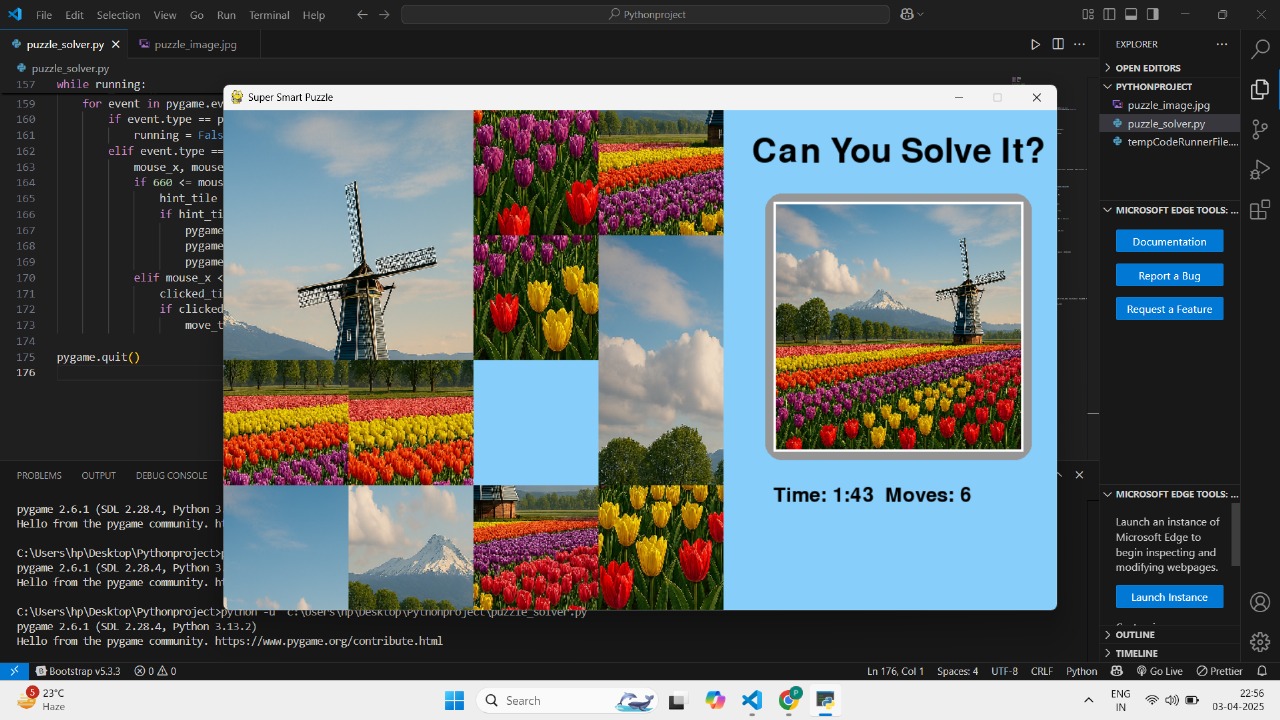 File Edit Selection View Go Run Terminal Help
Pythonproject
puzzle_solver.py
puzzle_image.jpg
puzzle_solver.py
157 while running:
159 for event in pygame.ev
160 if event.type == p
161 running = Fals
162 elif event.type ==
163 mouse_x, mouse
164 if 660 <= mous
165 hint_tile
166 if hint_ti
167 pygame
168 pygame
169 pygame
170 elif mouse_x <
171 clicked_ti
172 if clicked
173 move_t
174
175 pygame.quit()
176
Super Smart Puzzle
Can You Solve It?
Time: 1:43 Moves: 6
EXPLORER
OPEN EDITORS
PYTHONPROJECT
puzzle_image.jpg
puzzle_solver.py
tempCodeRunnerFile....
MICROSOFT EDGE TOOLS: ...
Documentation
Report a Bug
Request a Feature
MICROSOFT EDGE TOOLS: ...
Launch an instance of
Microsoft Edge to
begin inspecting and
modifying webpages.
Launch Instance
OUTLINE
TIMELINE
PROBLEMS OUTPUT DEBUG CONSOLE
pygame 2.6.1 (SDL 2.28.4, Python 3
Hello from the pygame community. ht
C:\Users\hp\Desktop\Pythonproject>p
pygame 2.6.1 (SDL 2.28.4, Python 3
Hello from the pygame community. ht
C:\Users\hp\Desktop\Pythonproject>python -u "c:\Users\hp\Desktop\Pythonproject\puzzle_solver.py"
pygame 2.6.1 (SDL 2.28.4, Python 3.13.2)
Hello from the pygame community. https://www.pygame.org/contribute.html
Bootstrap v5.3.3 0 0
Ln 176, Col 1 Spaces: 4 UTF-8 CRLF Python Go Live Prettier
5
23°C
Haze
Search
P
ENG
IN
22:56
03-04-2025